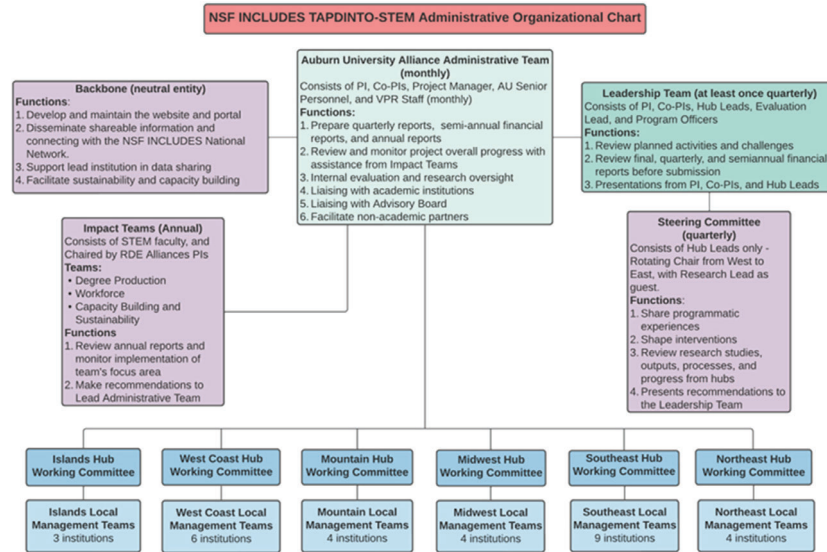 NSF INCLUDES TAPDINTO-STEM Administrative Organizational Chart
Backbone (neutral entity)
Functions:
1. Develop and maintain the website and portal
2. Disseminate shareable information and
connecting with the NSF INCLUDES National
Network.
3. Support lead institution in data sharing
4. Facilitate sustainability and capacity building
Auburn University Alliance Administrative Team
(monthly)
Consists of PI, Co-PIs, Project Manager, AU Senior
Personnel, and VPR Staff (monthly)
Functions:
1. Prepare quarterly reports, semi-annual financial
reports, and annual reports
2. Review and monitor project overall progress with
assistance from Impact Teams
3. Internal evaluation and research oversight
4. Liaising with academic institutions
5. Liaising with Advisory Board
6. Facilitate non-academic partners
Leadership Team (at least once quarterly)
Consists of PI, Co-PIs, Hub Leads, Evaluation
Lead, and Program Officers
Functions:
1. Review planned activities and challenges
2. Review final, quarterly, and semiannual financial
reports before submission
3. Presentations from PI, Co-PIs, and Hub Leads
Impact Teams (Annual)
Consists of STEM faculty, and
Chaired by RDE Alliances PIs
Teams:
• Degree Production
• Workforce
• Capacity Building and
Sustainability
Functions
1. Review annual reports and
monitor implementation of
team's focus area
2. Make recommendations to
Lead Administrative Team
Steering Committee
(quarterly)
Consists of Hub Leads only -
Rotating Chair from West to
East, with Research Lead as
guest.
Functions:
1. Share programmatic
experiences
2. Shape interventions
3. Review research studies,
outputs, processes, and
progress from hubs
4. Presents recommendations to
the Leadership Team
Islands Hub
Working Committee
West Coast Hub
Working Committee
Mountain Hub
Working Committee
Midwest Hub
Working Committee
Southeast Hub
Working Committee
Northeast Hub
Working Committee
Islands Local
Management Teams
3 institutions
West Coast Local
Management Teams
6 institutions
Mountain Local
Management Teams
4 institutions
Midwest Local
Management Teams
4 institutions
Southeast Local
Management Teams
9 institutions
Northeast Local
Management Teams
4 institutions